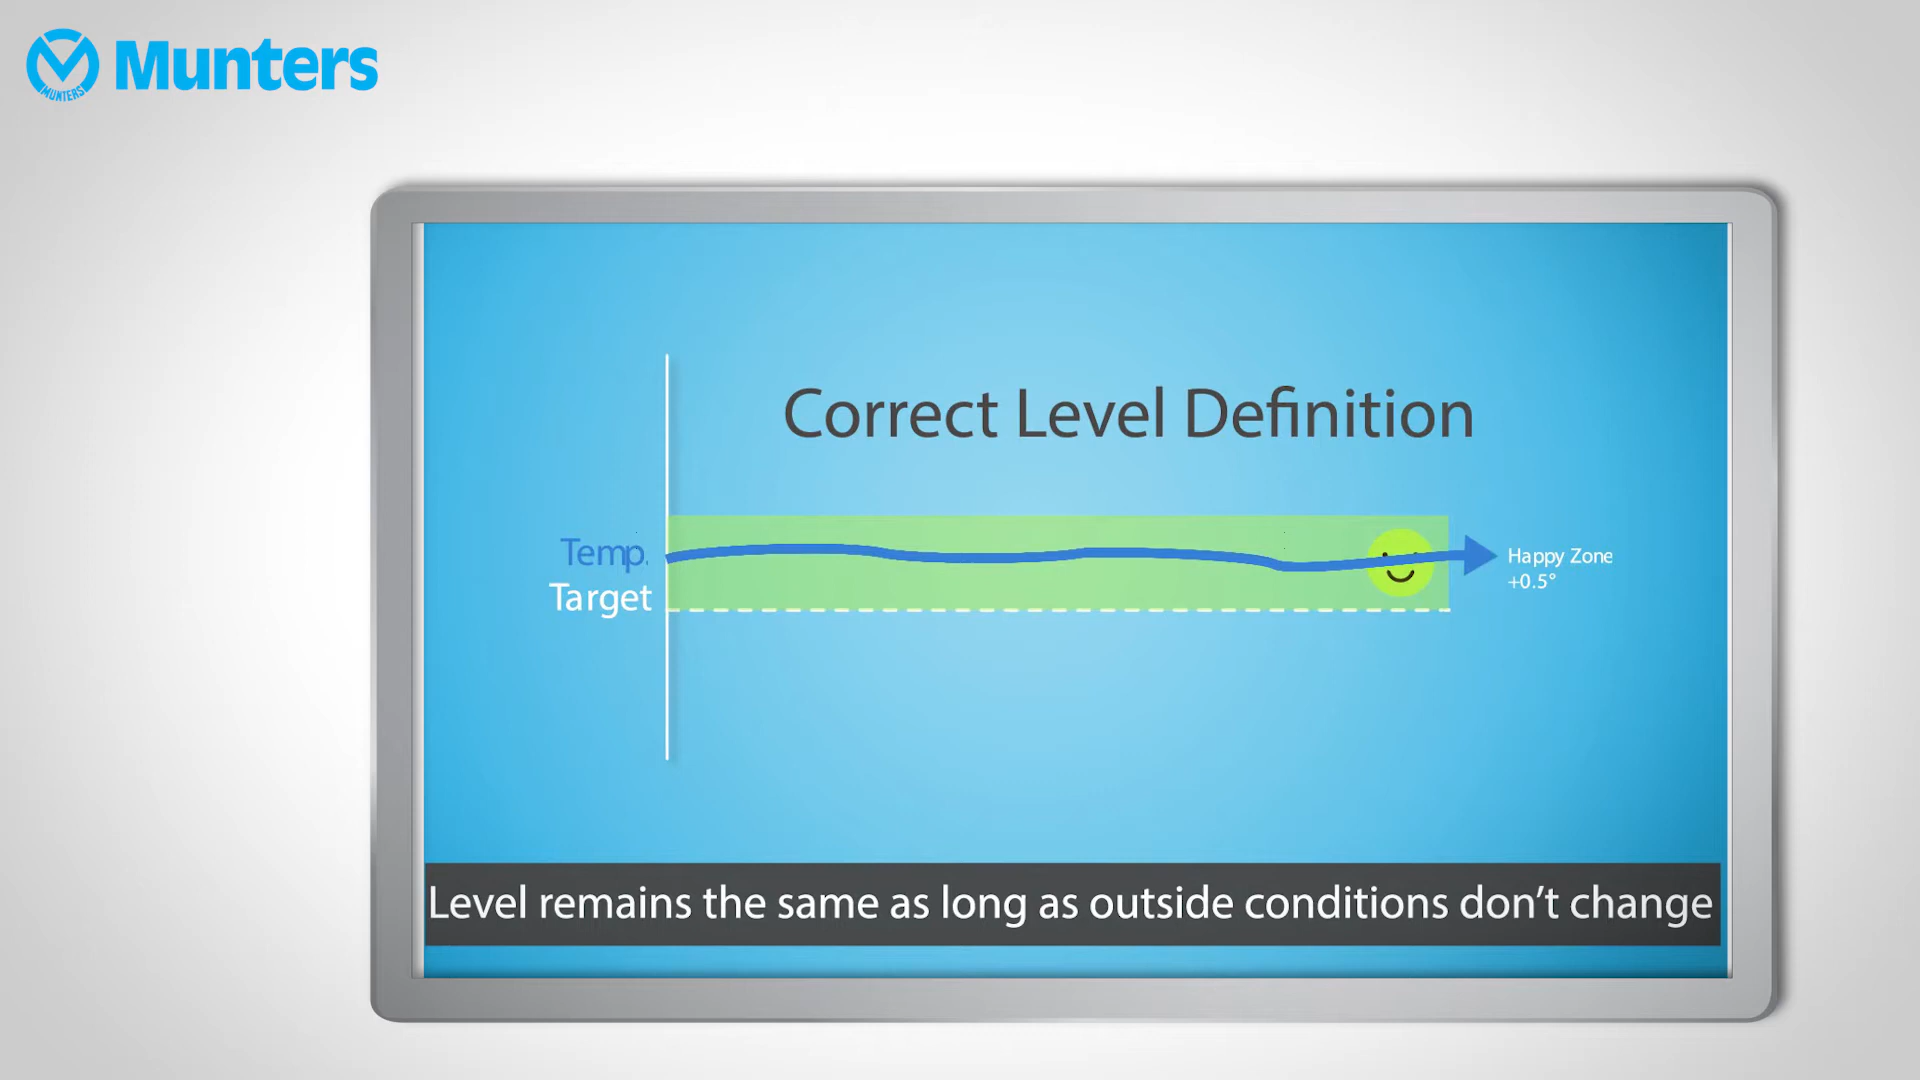 MUNTERS
Munters
Correct Level Definition
Temp.
Target
Happy Zone
+0.5°
Level remains the same as long as outside conditions don’t change